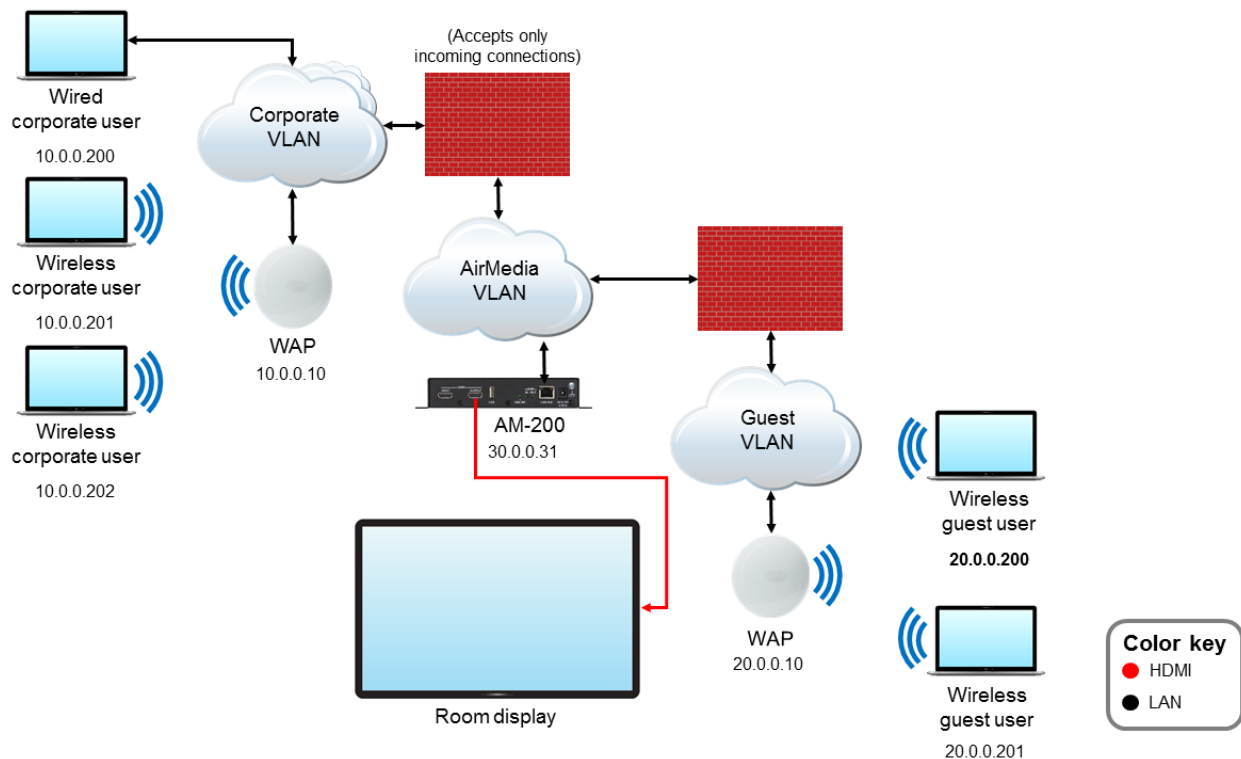 Wired
corporate user
10.0.0.200
Wireless
corporate user
10.0.0.201
Wireless
corporate user
10.0.0.202
Corporate
VLAN
WAP
10.0.0.10
(Accepts only
incoming connections)
AirMedia
VLAN
AM-200
30.0.0.31
Room display
Guest
VLAN
WAP
20.0.0.10
Wireless
guest user
20.0.0.200
Wireless
guest user
20.0.0.201
Color key
HDMI
LAN